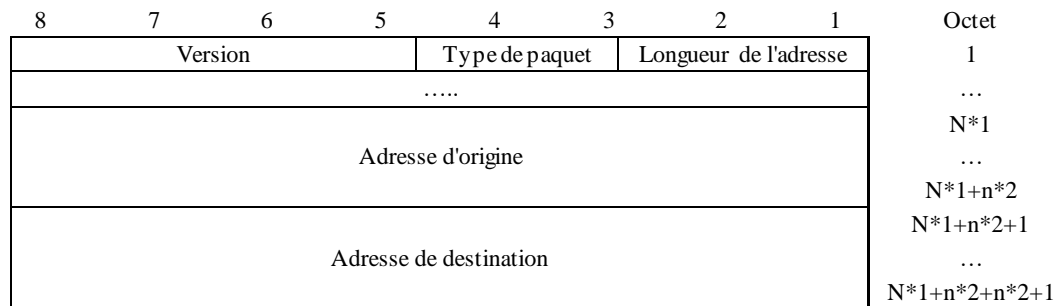 8 7 6 5 4 3 2 1 Octet
Version Type de paquet Longueur de l'adresse 1
….. …
N*1
Adresse d'origine …
N*1+n*2
N*1+n*2+1
Adresse de destination …
N*1+n*2+n*2+1